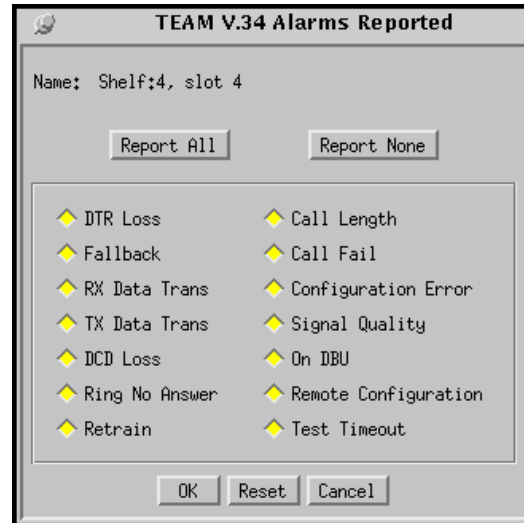 TEAM V.34 Alarms Reported
Name: Shelf:4, slot 4
Report All Report None
DTR Loss Call Length
Fallback Call Fail
RX Data Trans Configuration Error
TX Data Trans Signal Quality
DCD Loss On DBU
Ring No Answer Remote Configuration
Retrain Test Timeout
OK Reset Cancel